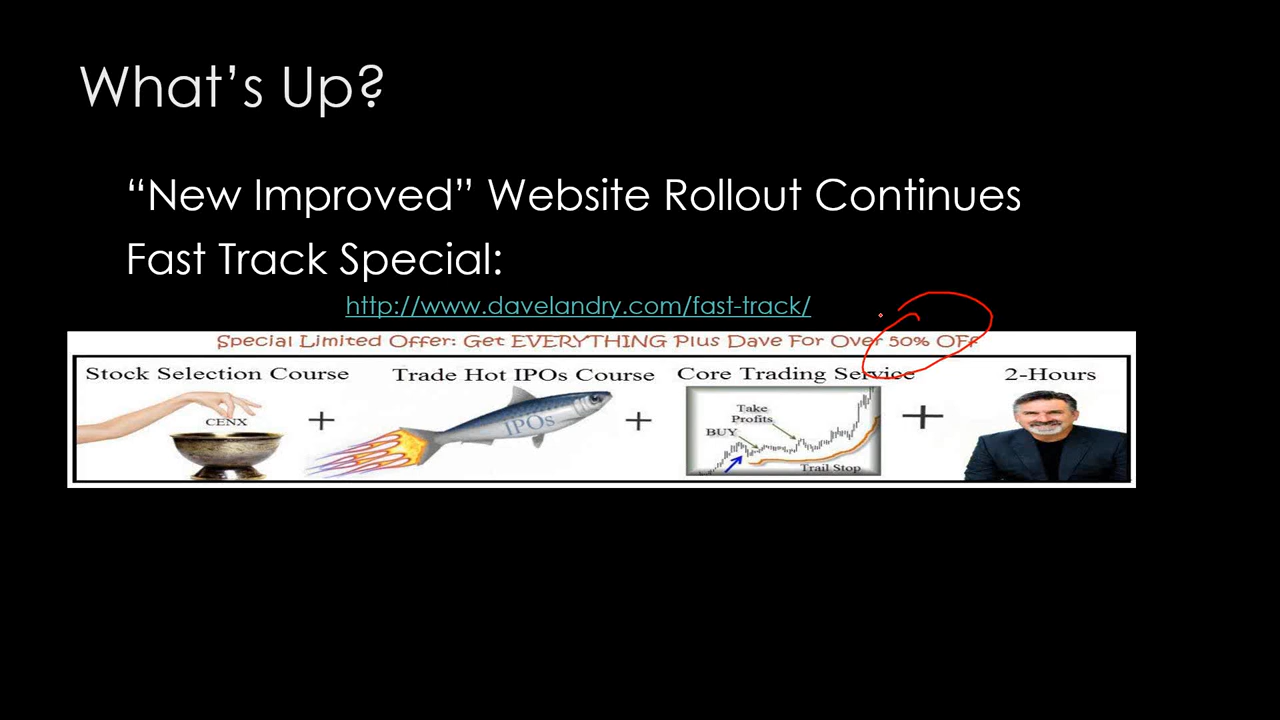 What's Up?
“New Improved” Website Rollout Continues
Fast Track Special:
http://www.davelandry.com/fast-track/
Special Limited Offer: Get EVERYTHING Plus Dave For Over 50% OFF
Stock Selection Course
Trade Hot IPOs Course
Core Trading Service
2-Hours
CENX
+
IPOs
+
Take
Profits
BUY
Trail Stop
+